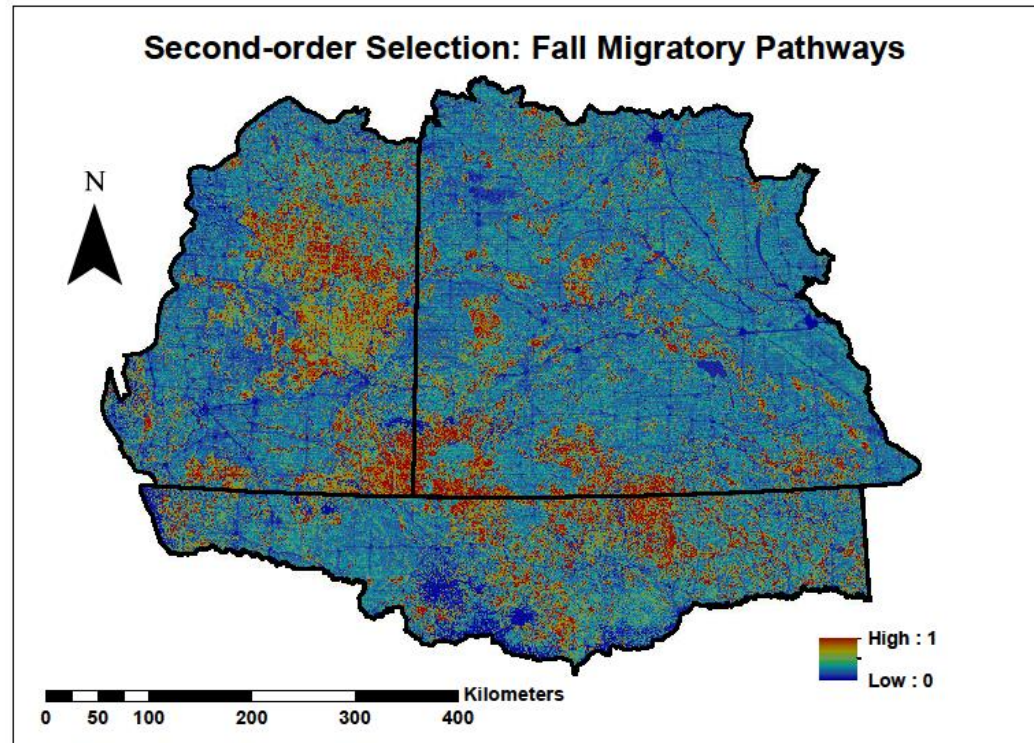 Second-order Selection: Fall Migratory Pathways
N
High : 1
Low : 0
Kilometers
0 50 100 200 300 400